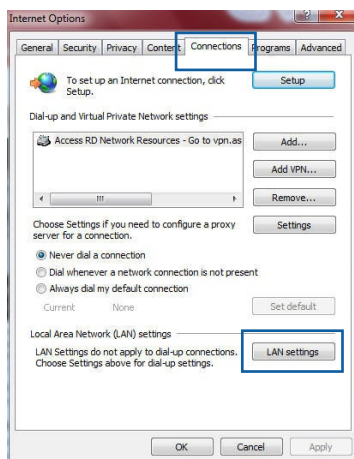 Internet Options
General Security Privacy Content Connections Programs Advanced
To set up an Internet connection, click
Setup.
Setup
Dial-up and Virtual Private Network settings
Access RD Network Resources - Go to vpn.as
Add...
Add VPN...
Remove...
Choose Settings if you need to configure a proxy
server for a connection.
Settings
Never dial a connection
Dial whenever a network connection is not present
Always dial my default connection
Current None
Set default
Local Area Network (LAN) settings
LAN Settings do not apply to dial-up connections.
Choose Settings above for dial-up settings.
LAN settings
OK Cancel Apply